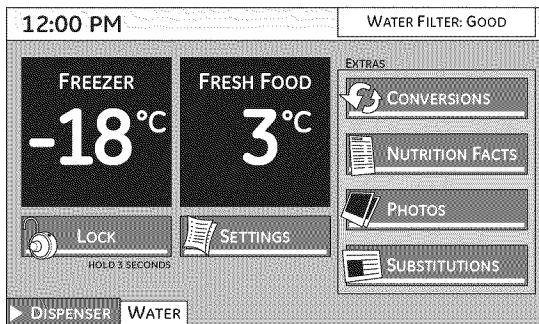 12:00 PM
WATER FILTER: GOOD
FREEZER
-18°C
FRESH FOOD
3°C
EXTRAS
CONVERSIONS
NUTRITION FACTS
PHOTOS
SUBSTITUTIONS
LOCK
HOLD 3 SECONDS
SETTINGS
DISPENSER
WATER